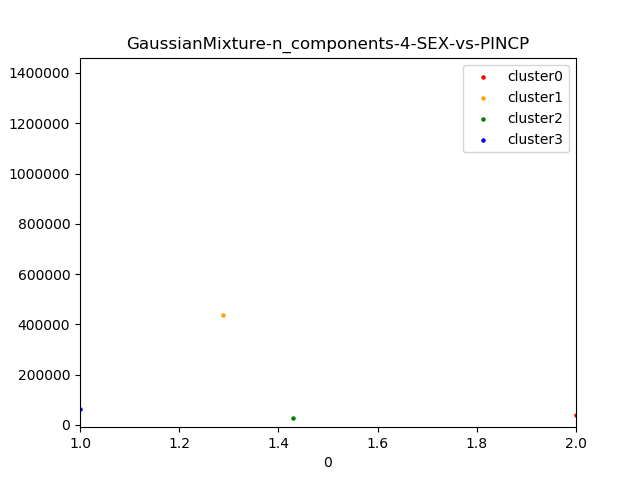 GaussianMixture-n_components-4-SEX-vs-PINCP
1400000
1200000
1000000
800000
600000
400000
200000
0
cluster0
cluster1
cluster2
cluster3
1.0 1.2 1.4 1.6 1.8 2.0
0